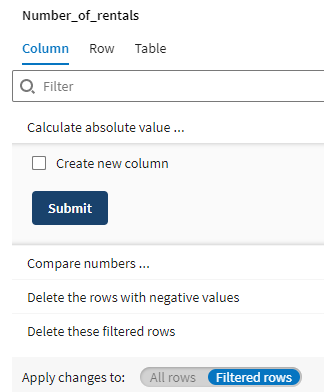 Number_of_rentals
Column Row Table
Filter
Calculate absolute value ...
Create new column
Submit
Compare numbers ...
Delete the rows with negative values
Delete these filtered rows
Apply changes to: All rows Filtered rows